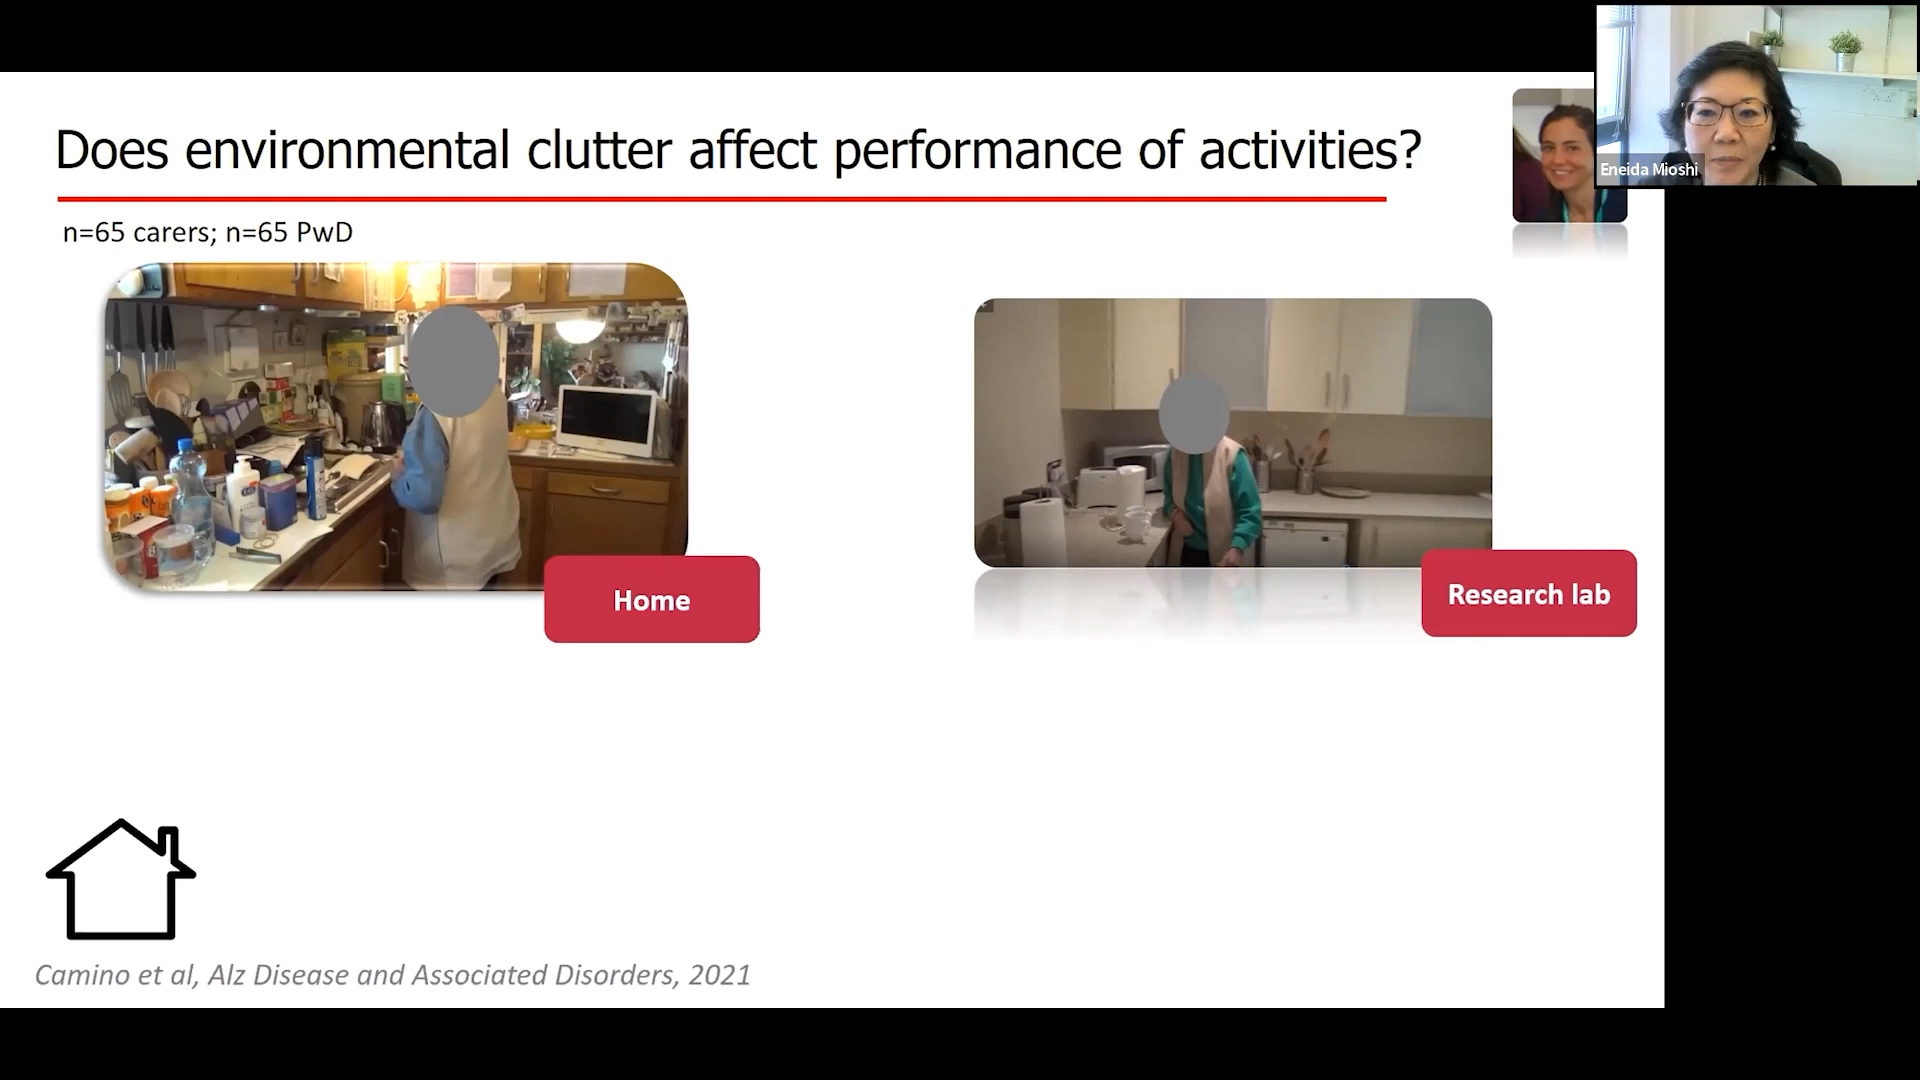 Does environmental clutter affect performance of activities?
Eneida Mioshi
n=65 carers; n=65 PwD
Home
Research lab
Camino et al, Alz Disease and Associated Disorders, 2021